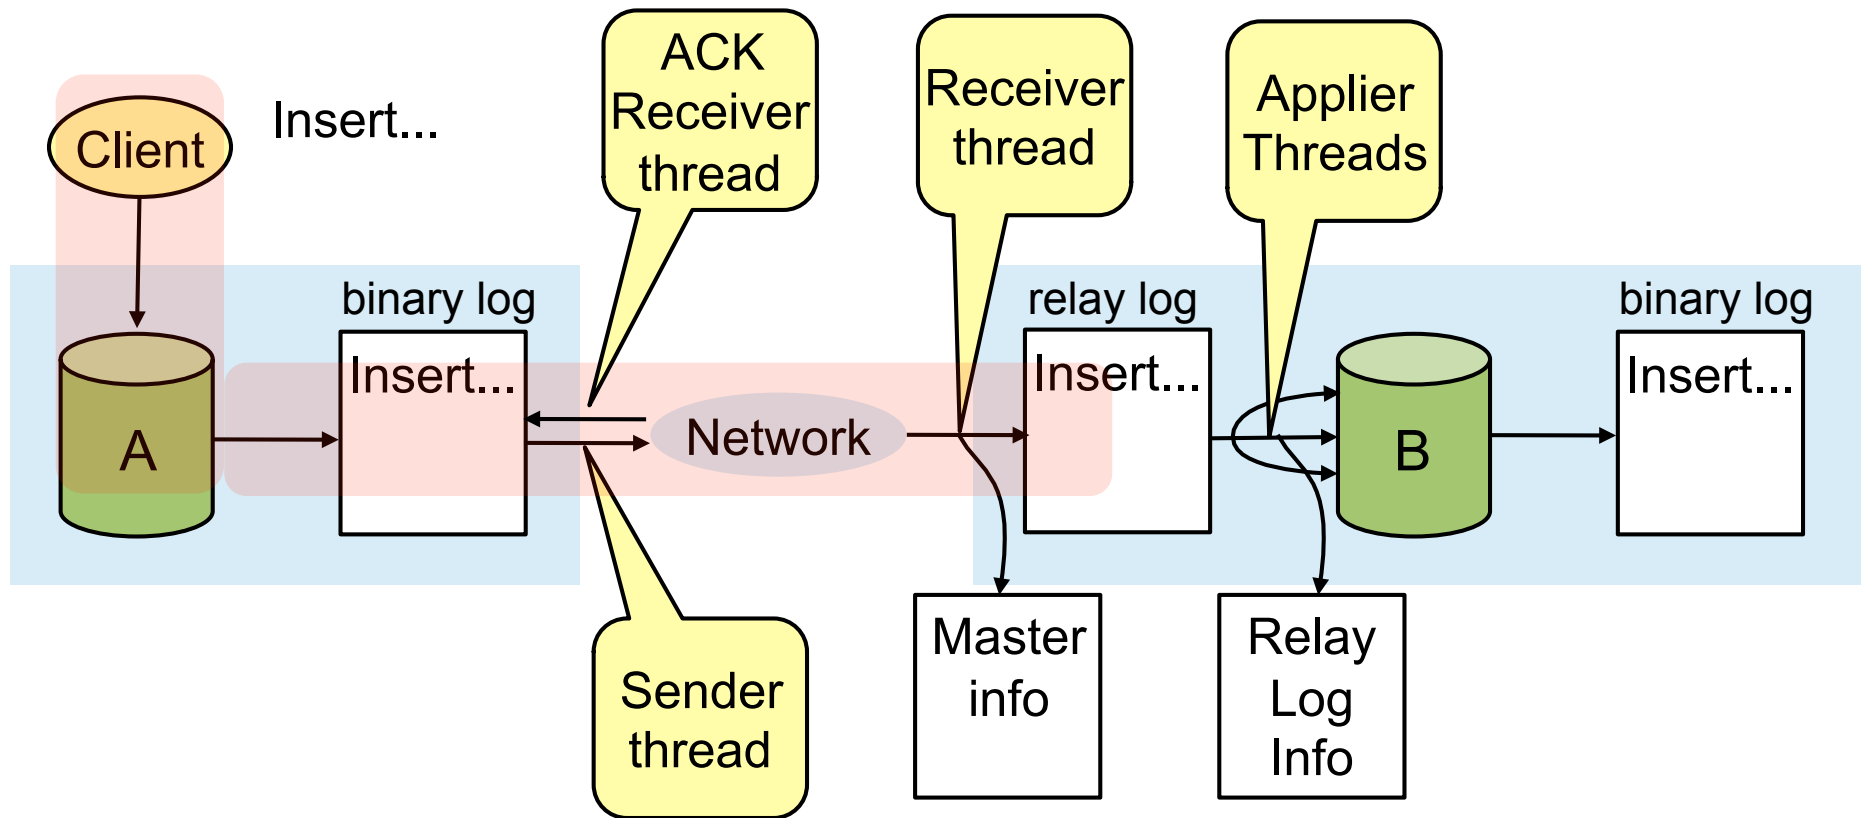 ACK
Receiver
thread
Receiver
thread
Applier
Threads
Client
Insert...
binary log
relay log
binary log
Insert...
Insert...
Insert...
A
Network
B
Master
info
Relay
Log
Info
Sender
thread